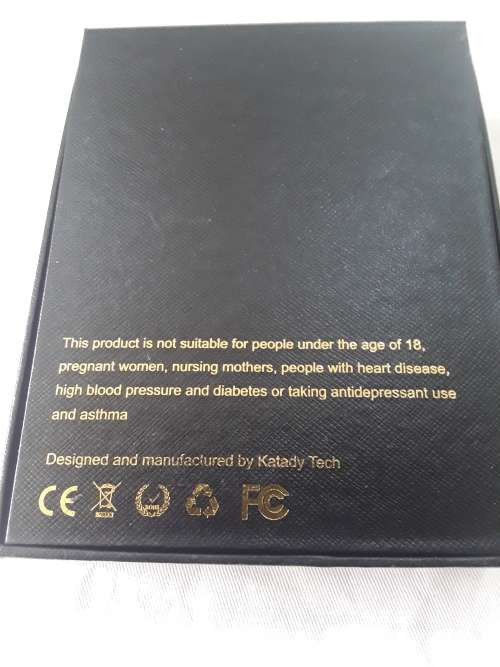 This product is not suitable for people under the age of 18,
pregnant women, nursing mothers, people with heart disease,
high blood pressure and diabetes or taking antidepressant use
and asthma
Designed and manufactured by Katady Tech
CE FC